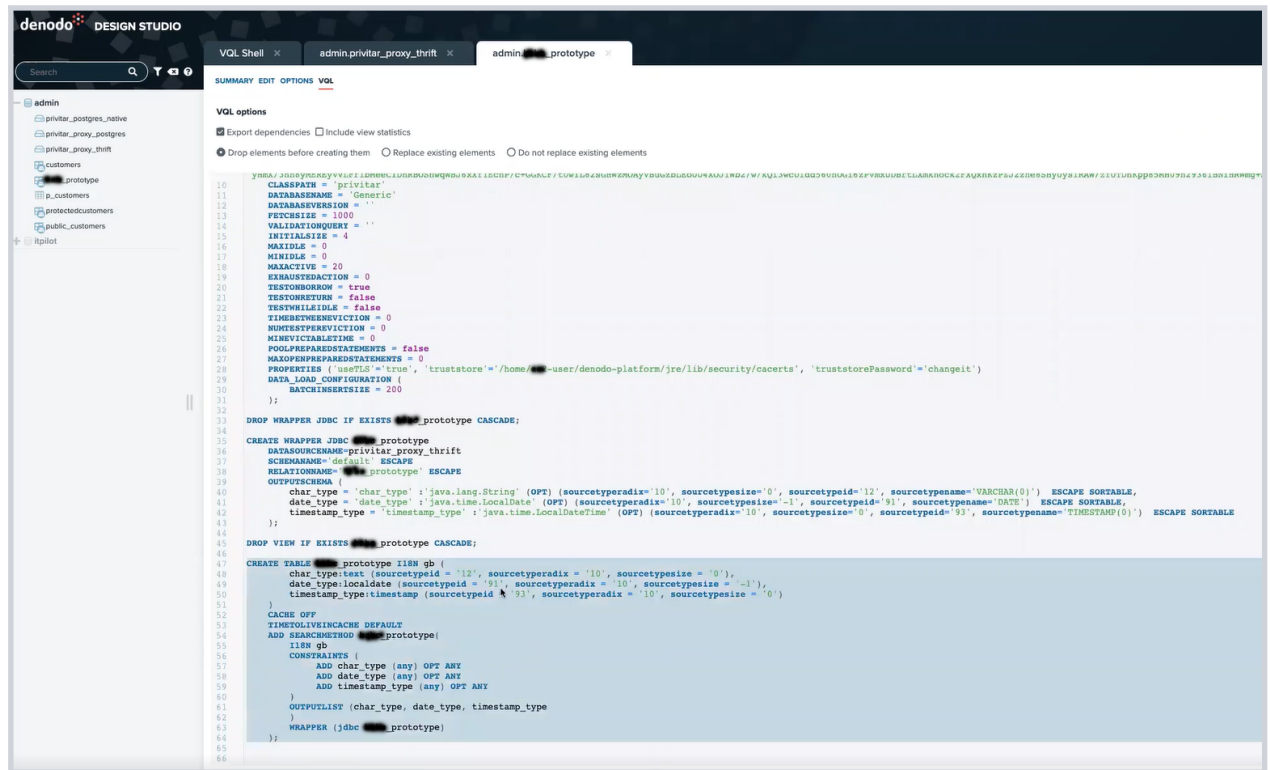 denodo DESIGN STUDIO
VQL Shell × admin.privitar_proxy_thrift × admin. _prototype ×
Search
SUMMARY EDIT OPTIONS VQL
admin
privitar_postgres_native
privitar_proxy_postgres
privitar_proxy_thrift
customers
_prototype
p_customers
protectedcustomers
public_customers
itpilot
VQL options
Export dependencies Include view statistics
Drop elements before creating them Replace existing elements Do not replace existing elements
10 CLASSPATH = 'privitar'
11 DATABASENAME = 'Generic'
12 DATABASEVERSION = ''
13 FETCHSIZE = 1000
14 VALIDATIONQUERY = ''
15 INITIALSIZE = 4
16 MAXIDLE = 0
17 MINIDLE = 0
18 MAXACTIVE = 20
19 EXHAUSTEDACTION = 0
20 TESTONBORROW = true
21 TESTONRETURN = false
22 TESTWHILEIDLE = false
23 TIMEBETWEENEVICTION = 0
24 NUMTESTPEREVICTION = 0
25 MINEVICTABLETIME = 0
26 POOLPREPAREDSTATEMENTS = false
27 MAXOPENPREPAREDSTATEMENTS = 0
28 PROPERTIES ('useTLS'='true', 'truststore'='/home/ -user/denodo-platform/jre/lib/security/cacerts', 'truststorePassword'='changeit')
29 DATA_LOAD_CONFIGURATION (
30 BATCHINSERTSIZE = 200
31 );
32
33 DROP WRAPPER JDBC IF EXISTS _prototype CASCADE;
34
35 CREATE WRAPPER JDBC _prototype
36 DATASOURCENAME=privitar_proxy_thrift
37 SCHEMANAME='default' ESCAPE
38 RELATIONNAME=' _prototype' ESCAPE
39 OUTPUTSCHEMA (
40 char_type = 'char_type' :'java.lang.String' (OPT) (sourcetyperadix='10', sourcetypesize='0', sourcetypeid='12', sourcetypename='VARCHAR(0)') ESCAPE SORTABLE,
41 date_type = 'date_type' :'java.time.LocalDate' (OPT) (sourcetyperadix='10', sourcetypesize='-1', sourcetypeid='91', sourcetypename='DATE') ESCAPE SORTABLE,
42 timestamp_type = 'timestamp_type' :'java.time.LocalDateTime' (OPT) (sourcetyperadix='10', sourcetypesize='0', sourcetypeid='93', sourcetypename='TIMESTAMP(0)') ESCAPE SORTABLE
43 );
44
45 DROP VIEW IF EXISTS _prototype CASCADE;
46
47 CREATE TABLE _prototype I18N gb (
48 char_type:text (sourcetypeid = '12', sourcetyperadix = '10', sourcetypesize = '0'),
49 date_type:localdate (sourcetypeid = '91', sourcetyperadix = '10', sourcetypesize = '-1'),
50 timestamp_type:timestamp (sourcetypeid '93', sourcetyperadix = '10', sourcetypesize = '0')
51 )
52 CACHE OFF
53 TIMETOLIVEINCACHE DEFAULT
54 ADD SEARCHMETHOD _prototype(
55 I18N gb
56 CONSTRAINTS (
57 ADD char_type (any) OPT ANY
58 ADD date_type (any) OPT ANY
59 ADD timestamp_type (any) OPT ANY
60 )
61 OUTPUTLIST (char_type, date_type, timestamp_type
62 )
63 WRAPPER (jdbc _prototype)
64 );
65
66